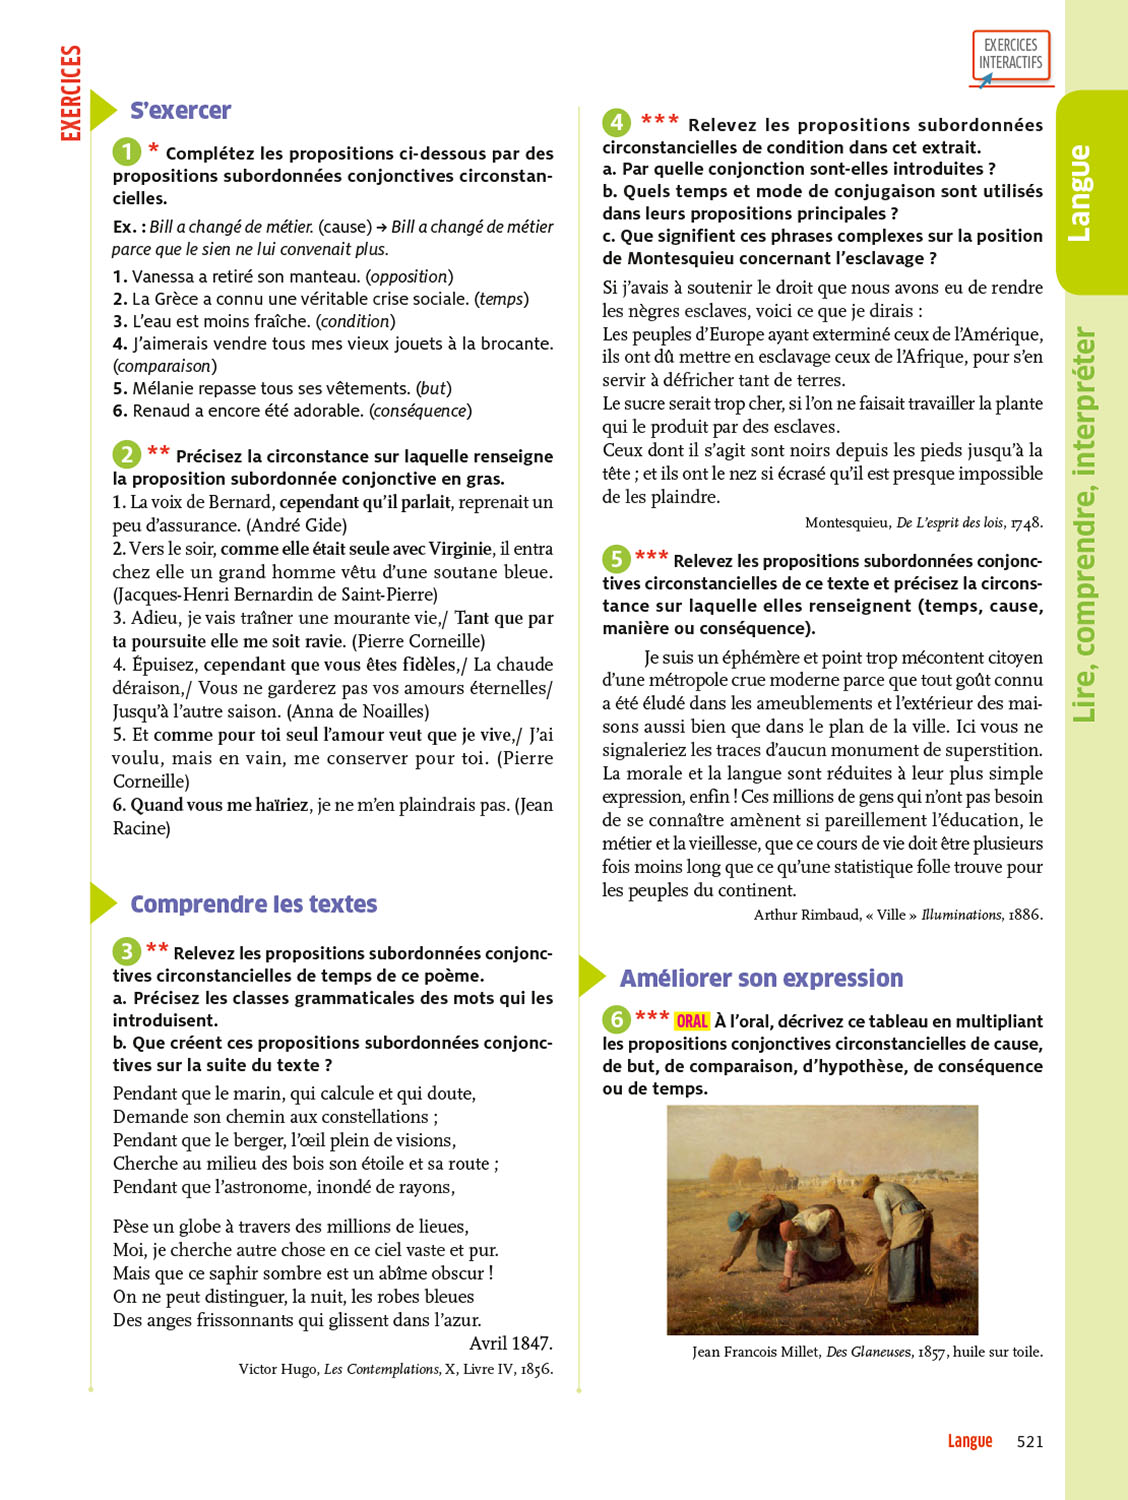 EXERCICES
EXERCICES
INTERACTIFS
S’exercer
1 * Complétez les propositions ci-dessous par des
propositions subordonnées conjonctives circonstan-
cielles.
Ex. : Bill a changé de métier. (cause) → Bill a changé de métier
parce que le sien ne lui convenait plus.
1. Vanessa a retiré son manteau. (opposition)
2. La Grèce a connu une véritable crise sociale. (temps)
3. L’eau est moins fraîche. (condition)
4. J’aimerais vendre tous mes vieux jouets à la brocante.
(comparaison)
5. Mélanie repasse tous ses vêtements. (but)
6. Renaud a encore été adorable. (conséquence)
2 ** Précisez la circonstance sur laquelle renseigne
la proposition subordonnée conjonctive en gras.
1. La voix de Bernard, cependant qu’il parlait, reprenait un
peu d’assurance. (André Gide)
2. Vers le soir, comme elle était seule avec Virginie, il entra
chez elle un grand homme vêtu d’une soutane bleue.
(Jacques-Henri Bernardin de Saint-Pierre)
3. Adieu, je vais traîner une mourante vie,/ Tant que par
ta poursuite elle me soit ravie. (Pierre Corneille)
4. Épuisez, cependant que vous êtes fidèles,/ La chaude
déraison,/ Vous ne garderez pas vos amours éternelles/
Jusqu’à l’autre saison. (Anna de Noailles)
5. Et comme pour toi seul l’amour veut que je vive,/ J’ai
voulu, mais en vain, me conserver pour toi. (Pierre
Corneille)
6. Quand vous me haïriez, je ne m’en plaindrais pas. (Jean
Racine)
Comprendre les textes
3 ** Relevez les propositions subordonnées conjonc-
tives circonstancielles de temps de ce poème.
a. Précisez les classes grammaticales des mots qui les
introduisent.
b. Que créent ces propositions subordonnées conjonc-
tives sur la suite du texte ?
Pendant que le marin, qui calcule et qui doute,
Demande son chemin aux constellations ;
Pendant que le berger, l’œil plein de visions,
Cherche au milieu des bois son étoile et sa route ;
Pendant que l’astronome, inondé de rayons,
Pèse un globe à travers des millions de lieues,
Moi, je cherche autre chose en ce ciel vaste et pur.
Mais que ce saphir sombre est un abîme obscur !
On ne peut distinguer, la nuit, les robes bleues
Des anges frissonnants qui glissent dans l’azur.
Avril 1847.
Victor Hugo, Les Contemplations, X, Livre IV, 1856.
4 *** Relevez les propositions subordonnées
circonstancielles de condition dans cet extrait.
a. Par quelle conjonction sont-elles introduites ?
b. Quels temps et mode de conjugaison sont utilisés
dans leurs propositions principales ?
c. Que signifient ces phrases complexes sur la position
de Montesquieu concernant l’esclavage ?
Si j’avais à soutenir le droit que nous avons eu de rendre
les nègres esclaves, voici ce que je dirais :
Les peuples d’Europe ayant exterminé ceux de l’Amérique,
ils ont dû mettre en esclavage ceux de l’Afrique, pour s’en
servir à défricher tant de terres.
Le sucre serait trop cher, si l’on ne faisait travailler la plante
qui le produit par des esclaves.
Ceux dont il s’agit sont noirs depuis les pieds jusqu’à la
tête ; et ils ont le nez si écrasé qu’il est presque impossible
de les plaindre.
Montesquieu, De L’esprit des lois, 1748.
5 *** Relevez les propositions subordonnées conjonc-
tives circonstancielles de ce texte et précisez la circons-
tance sur laquelle elles renseignent (temps, cause,
manière ou conséquence).
Je suis un éphémère et point trop mécontent citoyen
d’une métropole crue moderne parce que tout goût connu
a été éludé dans les ameublements et l’extérieur des mai-
sons aussi bien que dans le plan de la ville. Ici vous ne
signaleriez les traces d’aucun monument de superstition.
La morale et la langue sont réduites à leur plus simple
expression, enfin ! Ces millions de gens qui n’ont pas besoin
de se connaître amènent si pareillement l’éducation, le
métier et la vieillesse, que ce cours de vie doit être plusieurs
fois moins long que ce qu’une statistique folle trouve pour
les peuples du continent.
Arthur Rimbaud, « Ville » Illuminations, 1886.
Améliorer son expression
6 *** ORAL À l’oral, décrivez ce tableau en multipliant
les propositions conjonctives circonstancielles de cause,
de but, de comparaison, d’hypothèse, de conséquence
ou de temps.
Jean Francois Millet, Des Glaneuses, 1857, huile sur toile.
Langue
Lire, comprendre, interpréter
Langue 521